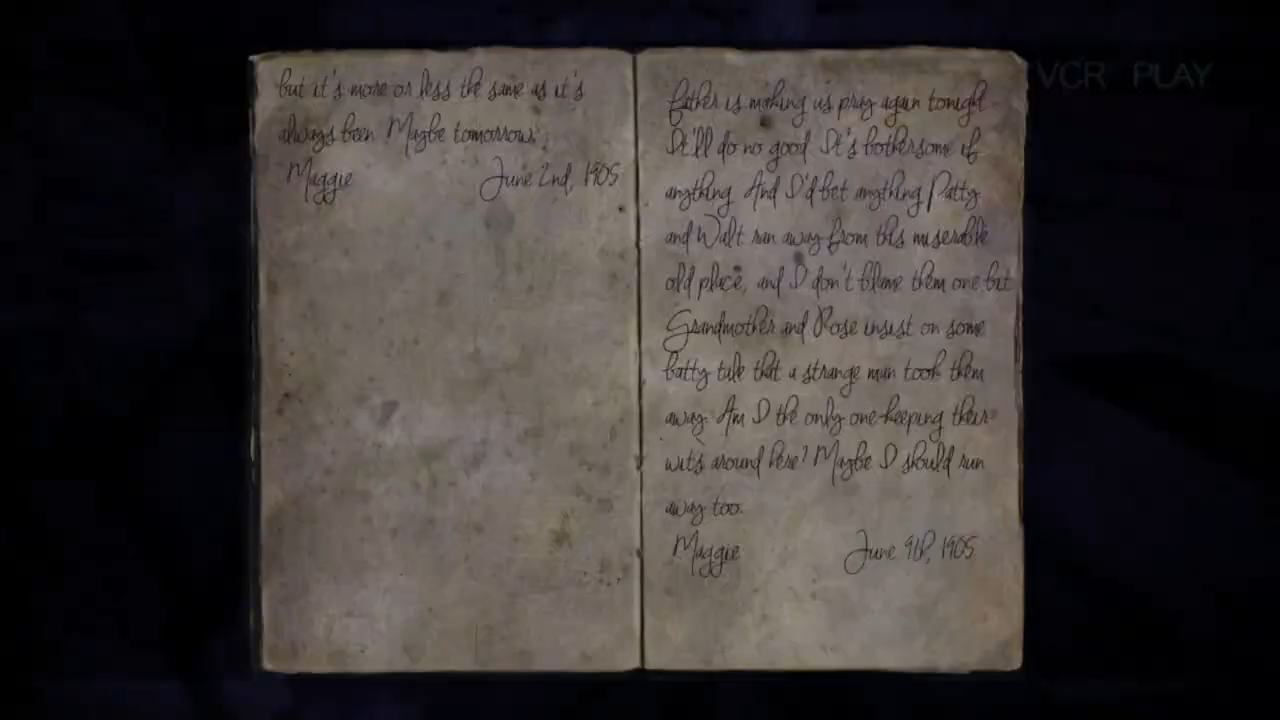 but it's more or less the same as it's
always been. Maybe tomorrow.
Maggie June 2nd, 1905
VCR PLAY
Father is making us pray again tonight.
It'll do no good. It's bothersome if
anything. And I'd bet anything Patty
and Walt ran away from this miserable
old place, and I don't blame them one bit
Grandmother and Rose insist on some
batty tale that a strange man took them
away. Am I the only one keeping their
wits around here? Maybe I should run
away too.
Maggie June 9th, 1905